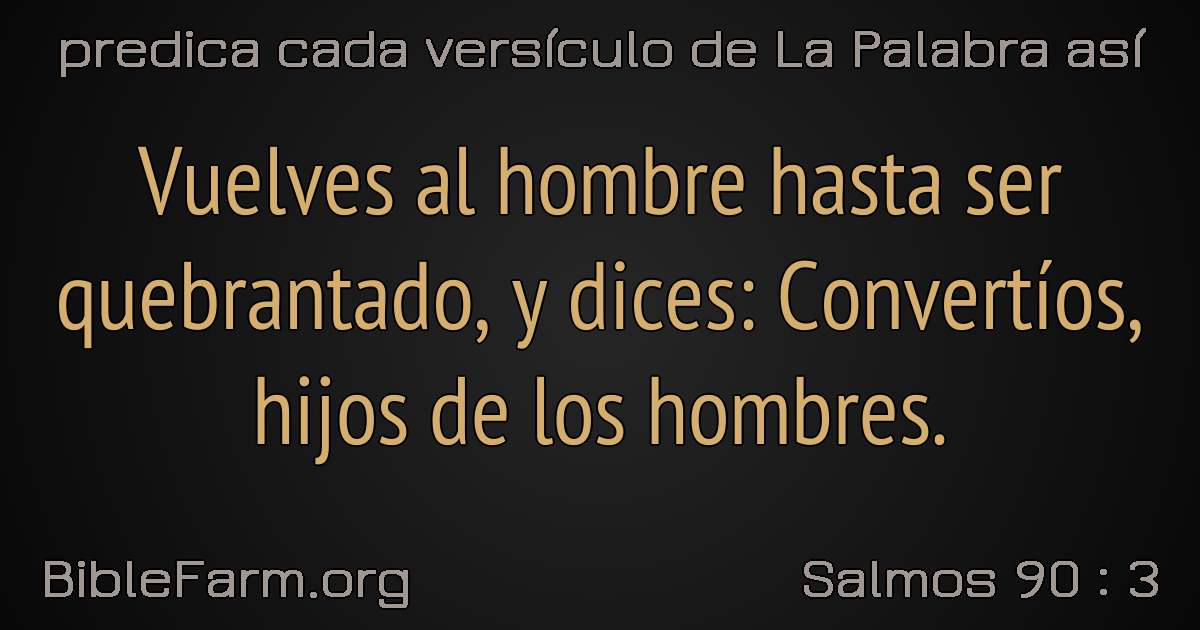 predica cada versículo de La Palabra así
Vuelves al hombre hasta ser
quebrantado, y dices: Convertíos,
hijos de los hombres.
BibleFarm.org
Salmos 90 : 3